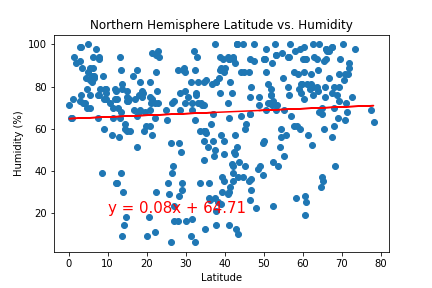 Northern Hemisphere Latitude vs. Humidity
100
80
60
40
20
Humidity (%)
y = 0.08x + 64.71
0 10 20 30 40 50 60 70 80
Latitude